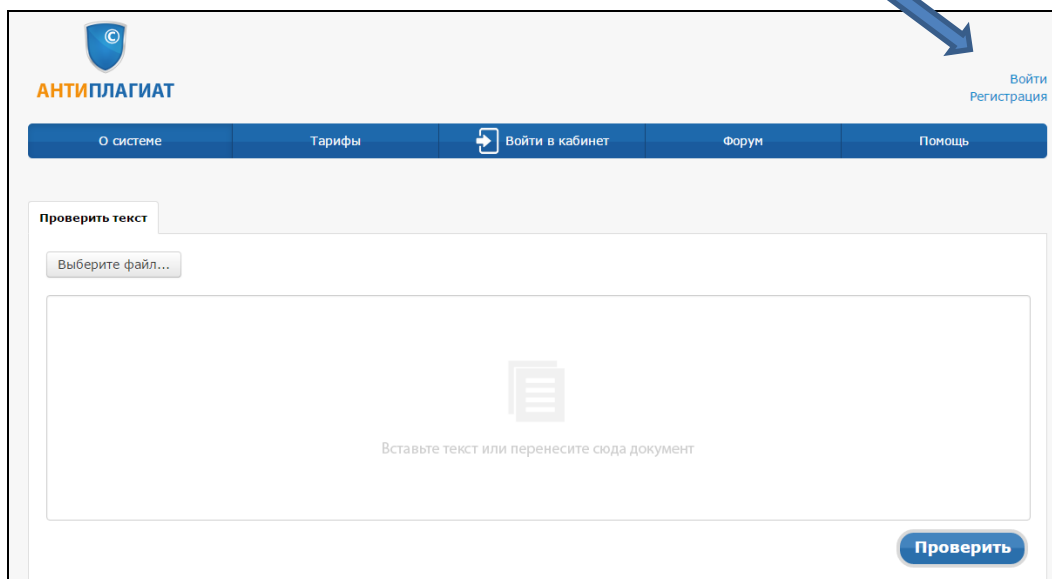 ©
АНТИПЛАГИАТ
Войти
Регистрация
О системе Тарифы Войти в кабинет Форум Помощь
Проверить текст
Выберите файл...
Вставьте текст или перенесите сюда документ
Проверить